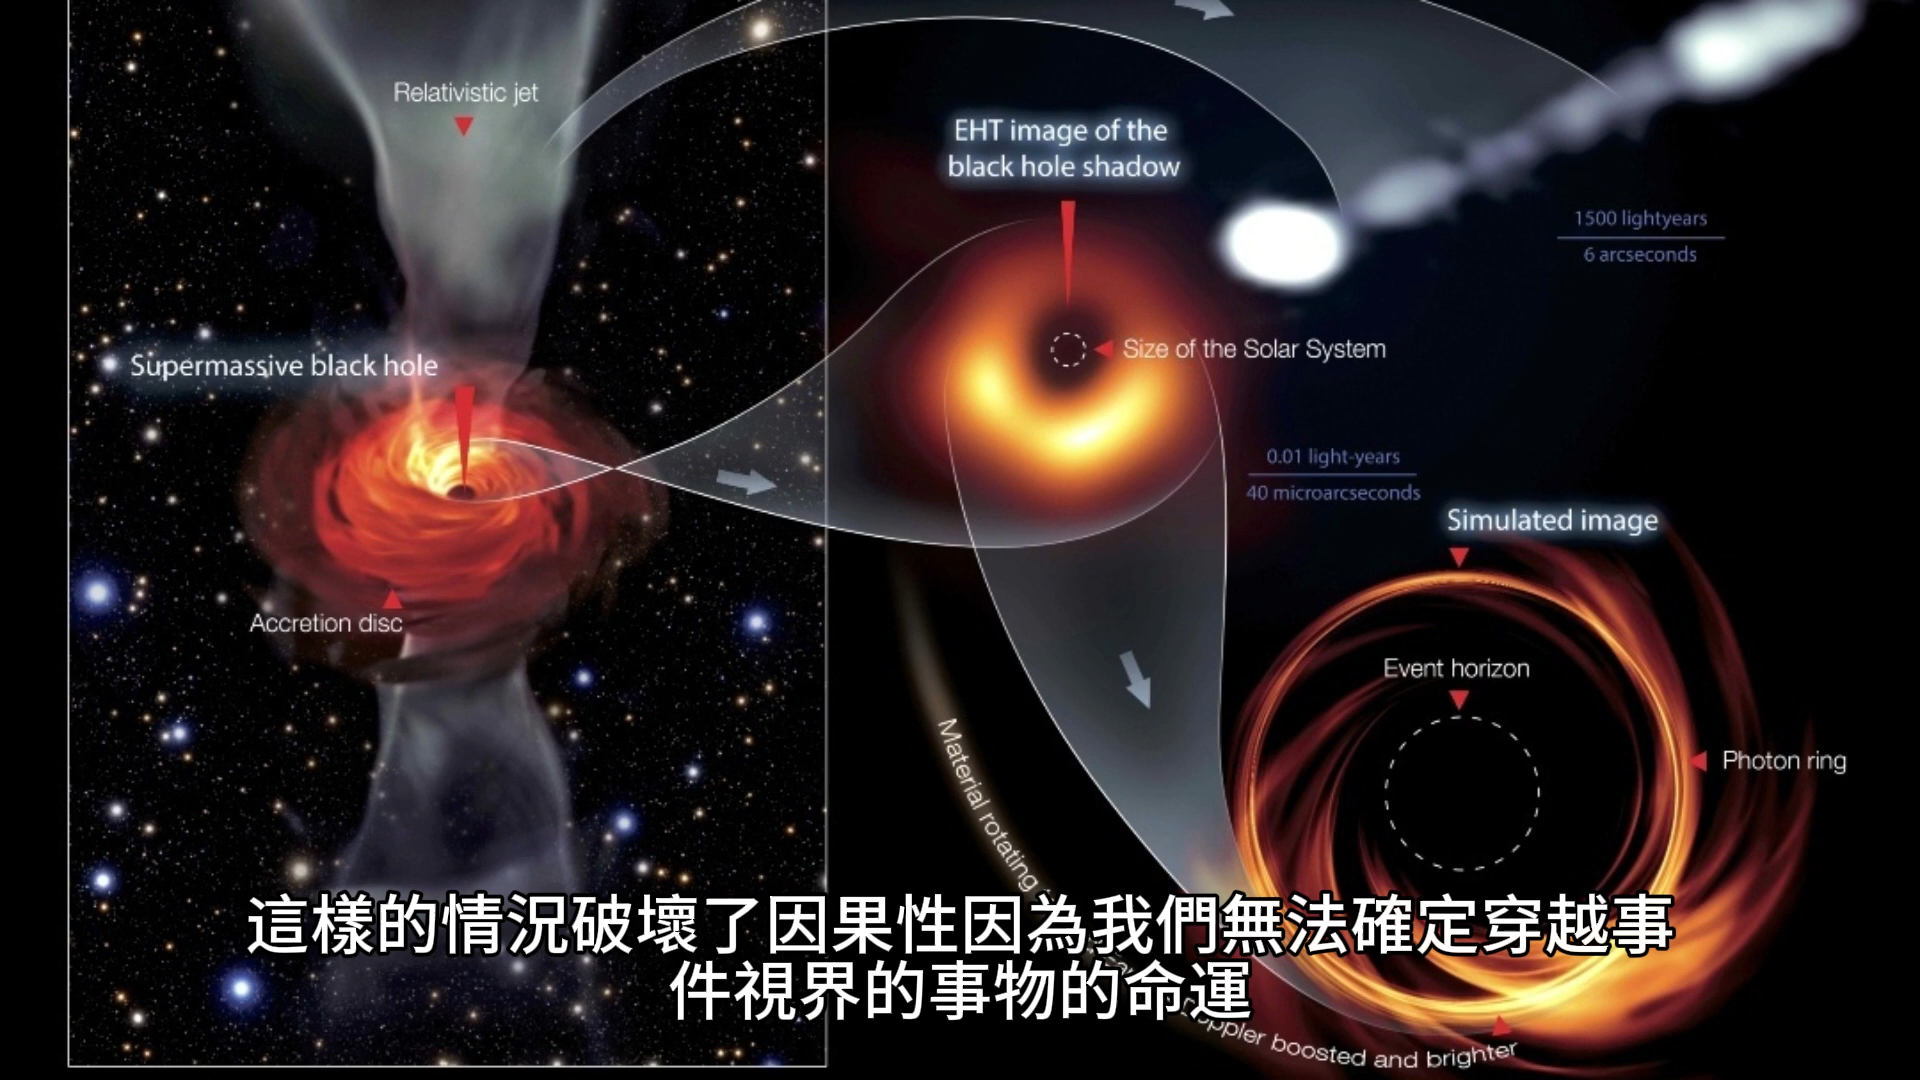 Relativistic jet
Supermassive black hole
Accretion disc
EHT image of the
black hole shadow
Size of the Solar System
1500 lightyears
6 arcseconds
0.01 light-years
40 microarcseconds
Simulated image
Event horizon
Photon ring
Material rotating
Doppler boosted and brighter
這樣的情況破壞了因果性因為我們無法確定穿越事
件視界的事物的命運